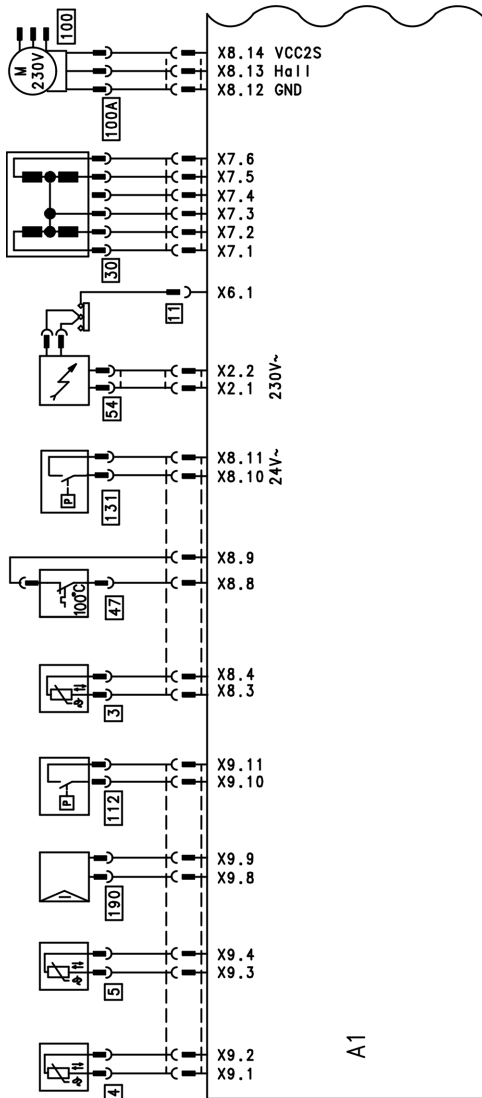 100
M
230V
X8.14 VCC2S
X8.13 Hall
X8.12 GND
100A
X7.6
X7.5
X7.4
X7.3
X7.2
X7.1
30
X6.1
11
X2.2
X2.1
230V~
54
X8.11
X8.10
24V~
P
131
X8.9
X8.8
100°C
47
X8.4
X8.3
3
X9.11
X9.10
P
112
X9.9
X9.8
190
X9.4
X9.3
5
X9.2
X9.1
4
A1